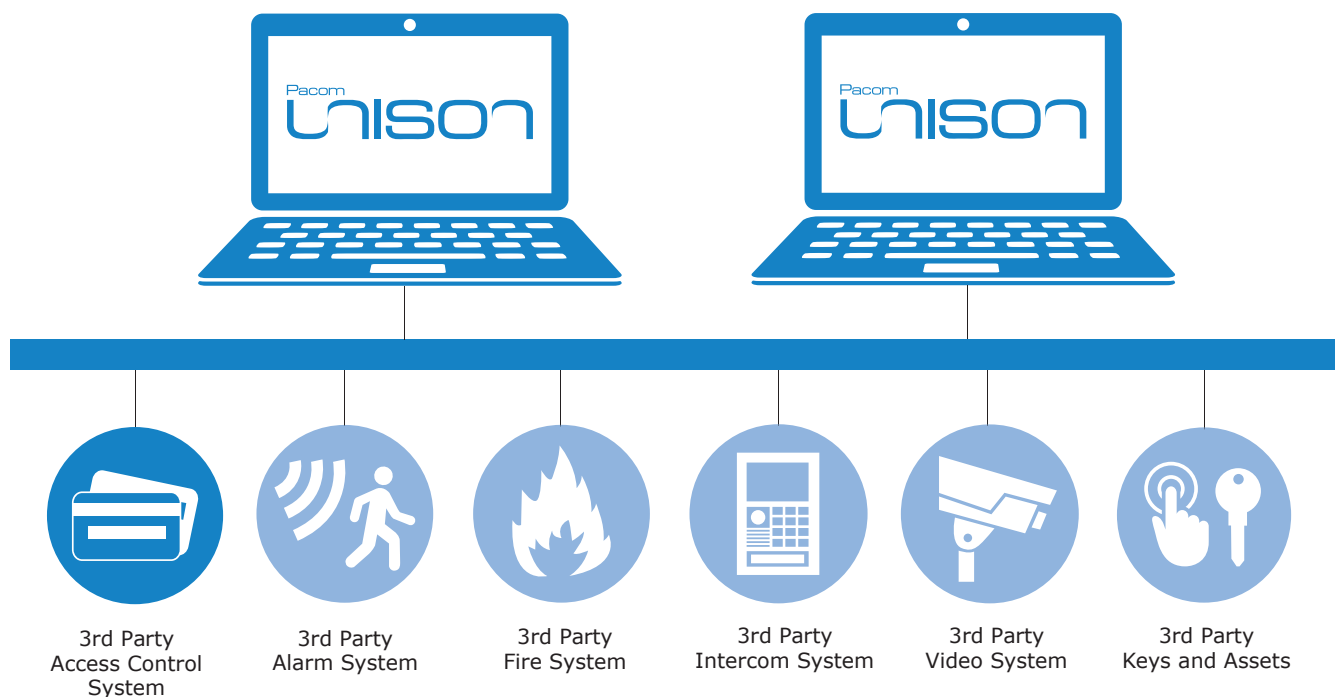 Pacom
UNISON
Pacom
UNISON
3rd Party
Access Control
System
3rd Party
Alarm System
3rd Party
Fire System
3rd Party
Intercom System
3rd Party
Video System
3rd Party
Keys and Assets